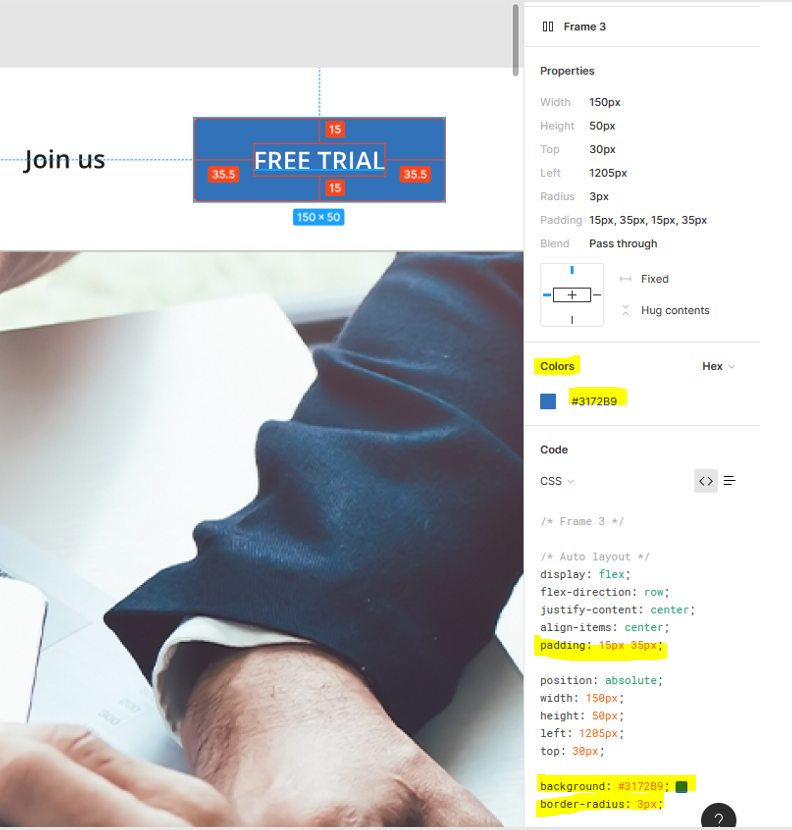 Frame 3
Properties
Width 150px
Height 50px
Top 30px
Left 1205px
Radius 3px
Padding 15px, 35px, 15px, 35px
Blend Pass through
Fixed
Hug contents
Colors Hex
#3172B9
Code
CSS
/* Frame 3 */
/* Auto layout */
display: flex;
flex-direction: row;
justify-content: center;
align-items: center;
padding: 15px 35px;
position: absolute;
width: 150px;
height: 50px;
left: 1205px;
top: 30px;
background: #3172B9;
border-radius: 3px;
?
15
Join us 35.5 FREE TRIAL 35.5
15
150 × 50
200